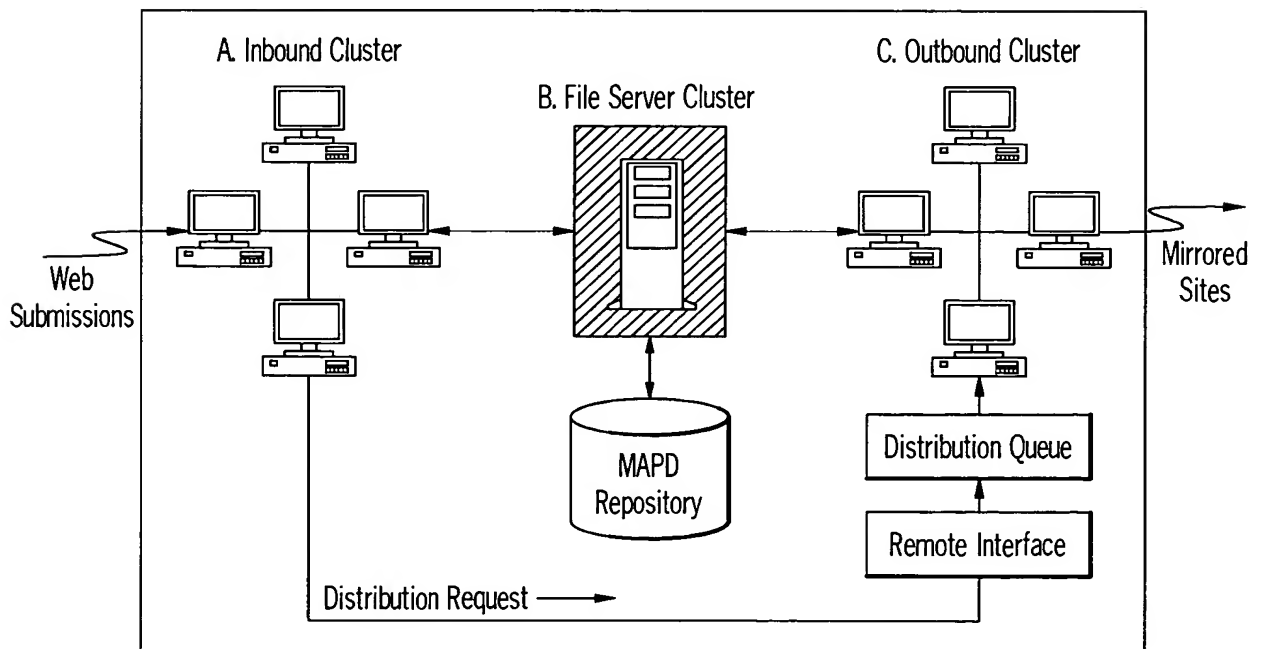 A. Inbound Cluster
B. File Server Cluster
C. Outbound Cluster
Web
Submissions
Mirrored
Sites
MAPD
Repository
Distribution Queue
Remote Interface
Distribution Request